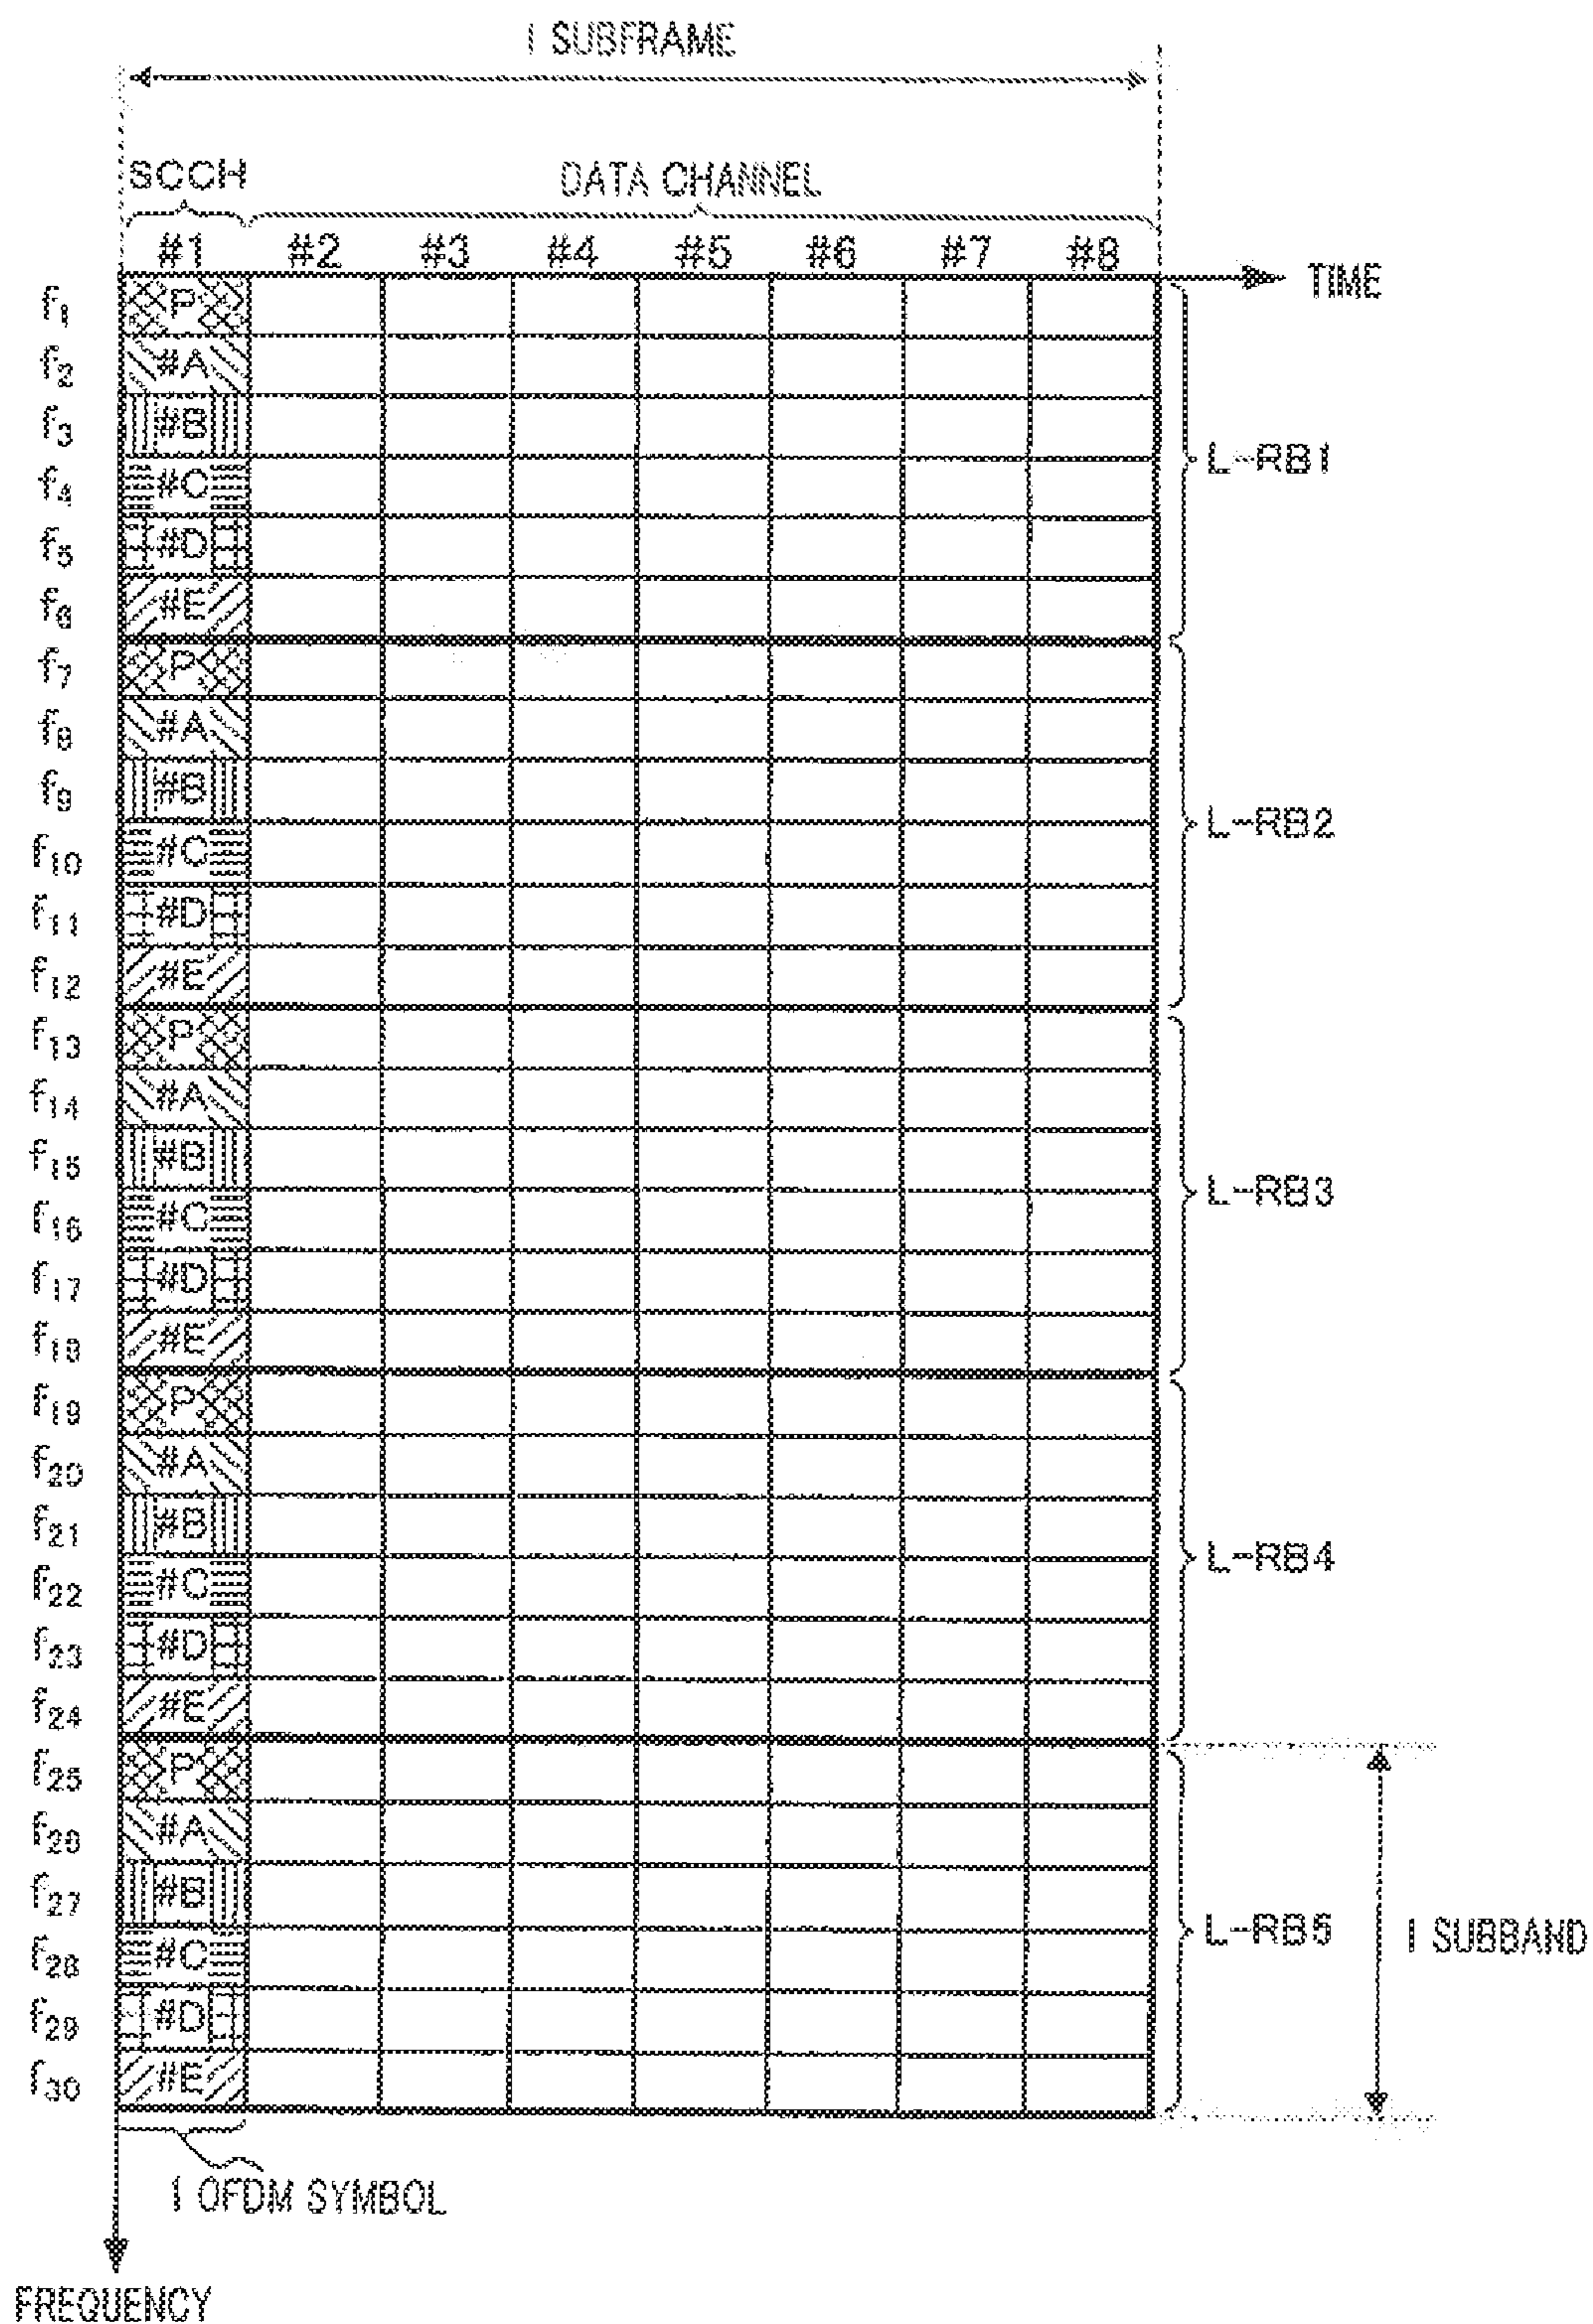 1 SUBFRAME
SCCH DATA CHANNEL
#1 #2 #3 #4 #5 #6 #7 #8
TIME
f1 P
f2 #A
f3 #B
f4 #C
f5 #D
f6 #E
L-RB1
f7 P
f8 #A
f9 #B
f10 #C
f11 #D
f12 #E
L-RB2
f13 P
f14 #A
f15 #B
f16 #C
f17 #D
f18 #E
L-RB3
f19 P
f20 #A
f21 #B
f22 #C
f23 #D
f24 #E
L-RB4
f25 P
f26 #A
f27 #B
f28 #C
f29 #D
f30 #E
L-RB5
1 SUBBAND
1 OFDM SYMBOL
FREQUENCY